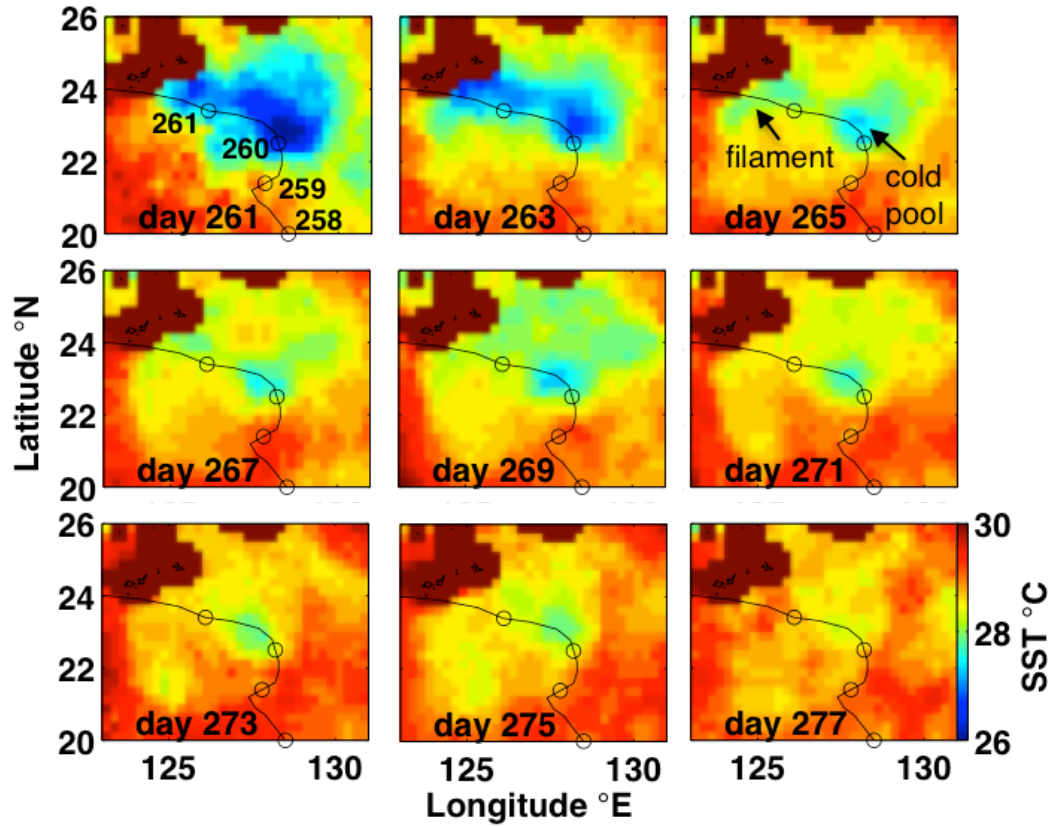 26
24
22
20
261
260
259
258
day 261
day 263
filament
cold
pool
day 265
Latitude °N
26
24
22
20
day 267
day 269
day 271
26
24
22
20
day 273
day 275
day 277
30
28
26
SST °C
125
130
125
130
125
130
Longitude °E